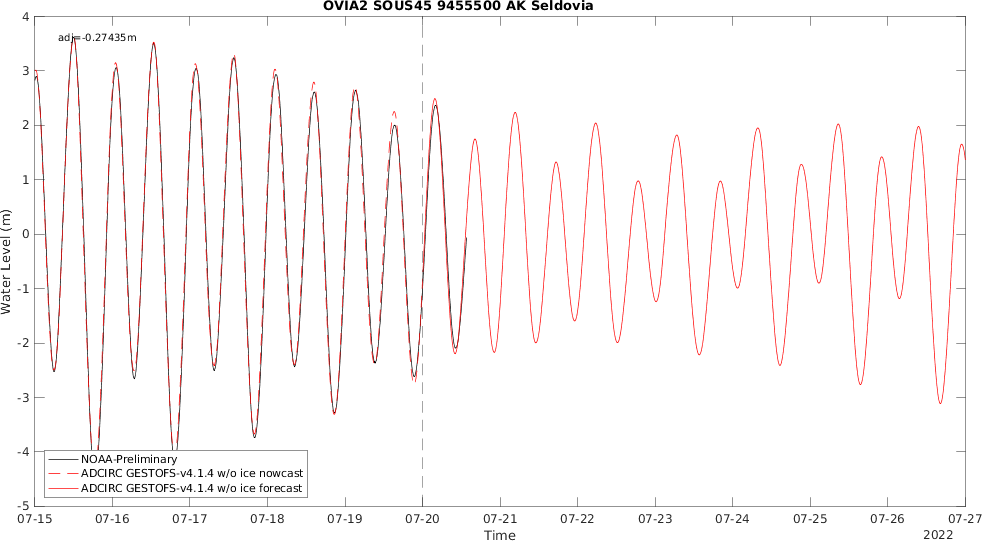 OVIA2 SOUS45 9455500 AK Seldovia
adj=-0.27435m
4
3
2
1
0
-1
-2
-3
-4
-5
Water Level (m)
NOAA-Preliminary
ADCIRC GESTOFS-v4.1.4 w/o ice nowcast
ADCIRC GESTOFS-v4.1.4 w/o ice forecast
07-15 07-16 07-17 07-18 07-19 07-20 07-21 07-22 07-23 07-24 07-25 07-26 07-27
Time
2022